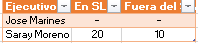 Ejecutivo En SL Fuera del S
Jose Marines - -
Saray Moreno 20 10